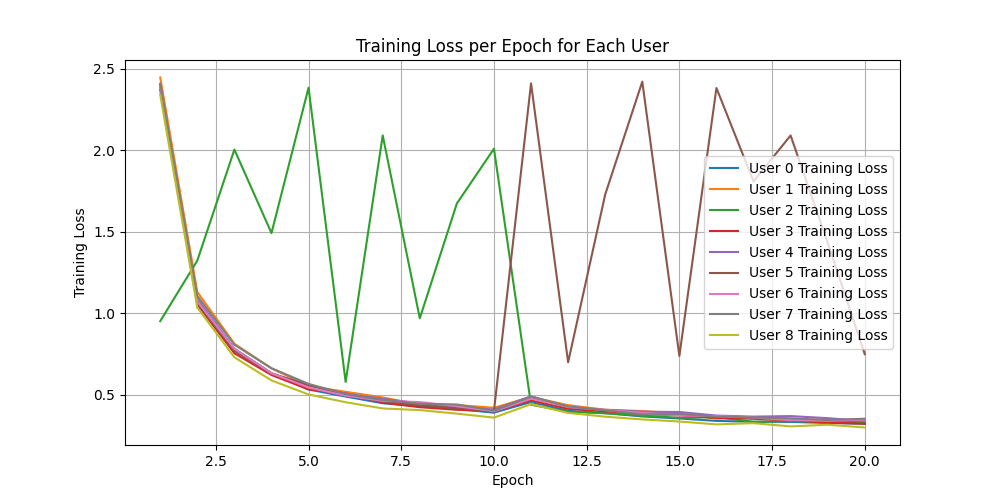 Training Loss per Epoch for Each User
2.5
2.0
1.5
1.0
0.5
Training Loss
User 0 Training Loss
User 1 Training Loss
User 2 Training Loss
User 3 Training Loss
User 4 Training Loss
User 5 Training Loss
User 6 Training Loss
User 7 Training Loss
User 8 Training Loss
2.5 5.0 7.5 10.0 12.5 15.0 17.5 20.0
Epoch